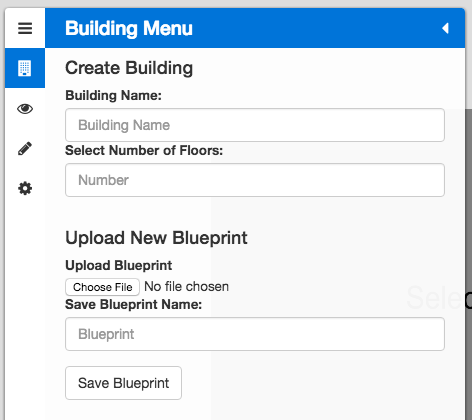 Building Menu
Create Building
Building Name:
Building Name
Select Number of Floors:
Number
Upload New Blueprint
Upload Blueprint
Choose File No file chosen
Save Blueprint Name:
Blueprint
Save Blueprint